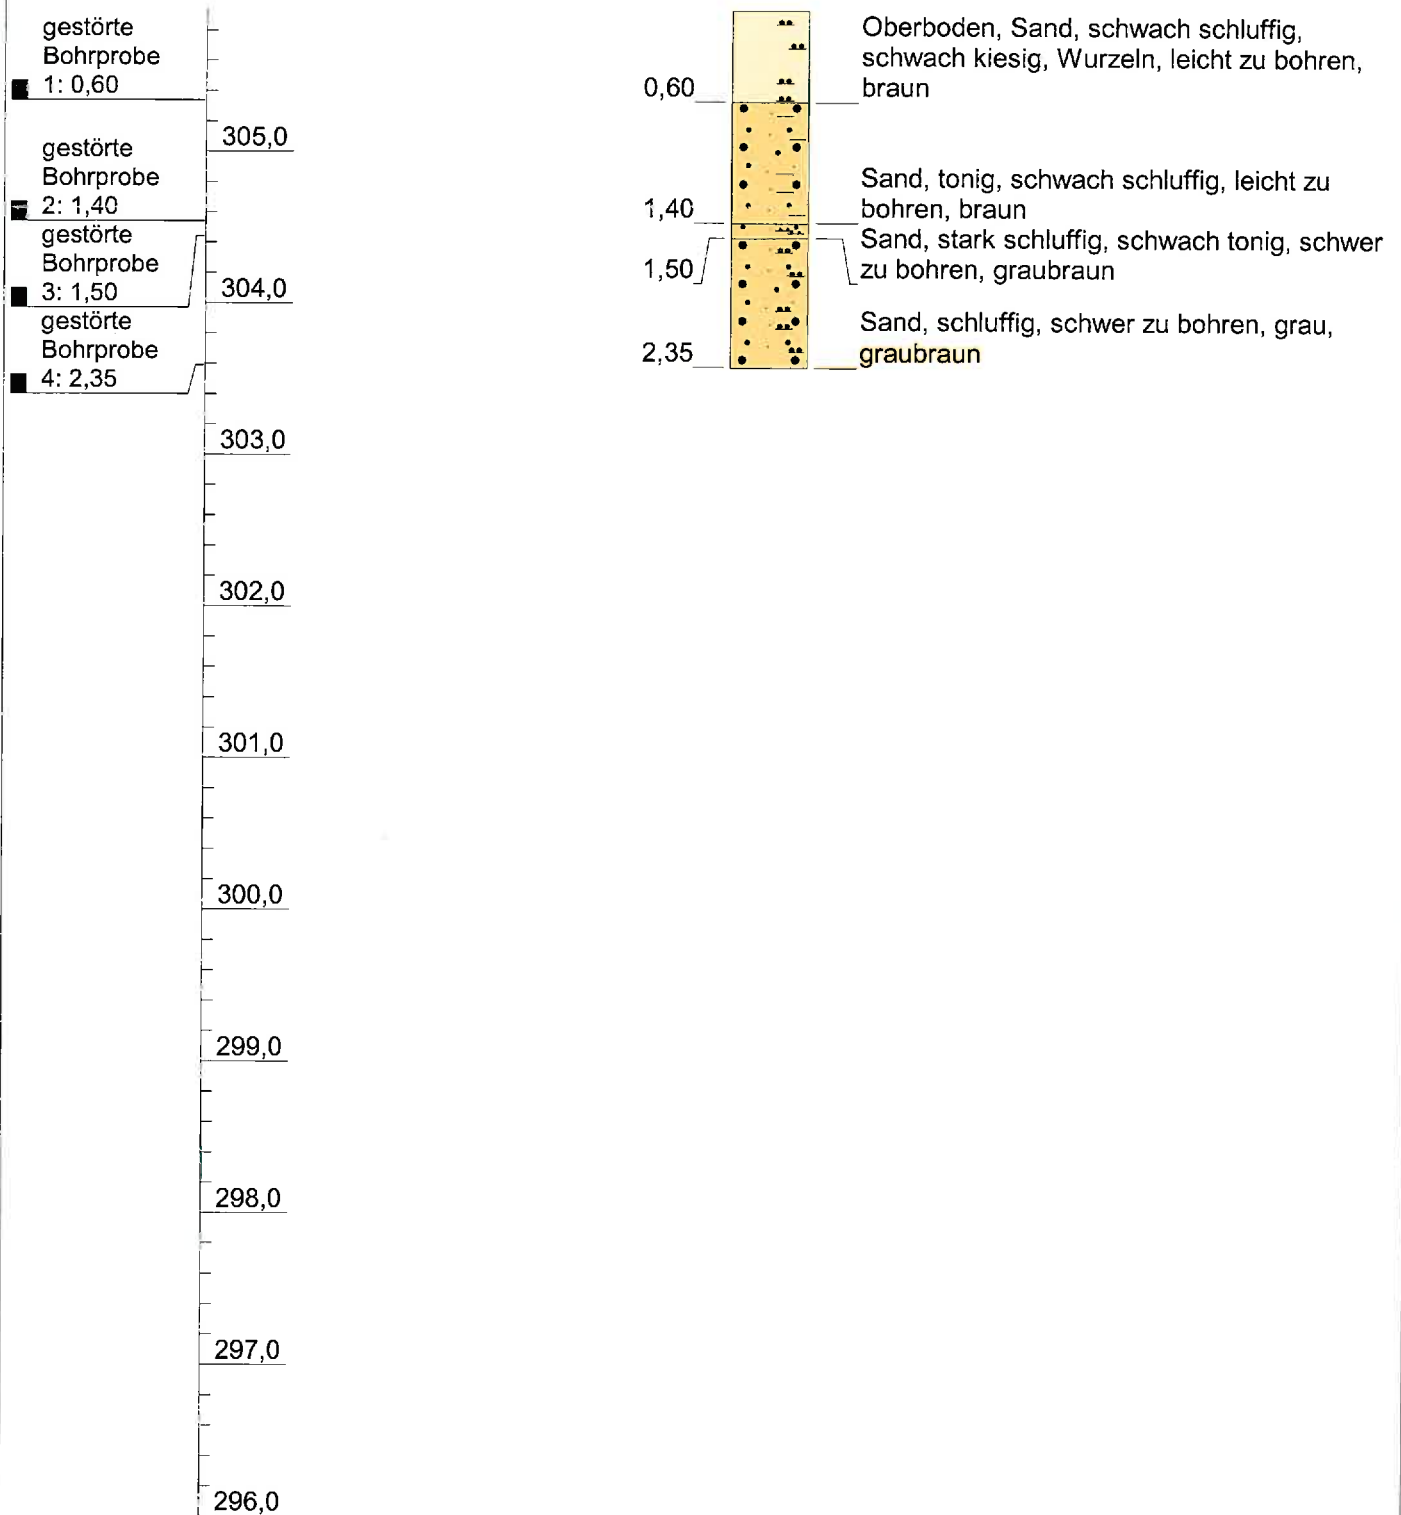 gestörte
Bohrprobe
1: 0,60
gestörte
Bohrprobe
2: 1,40
gestörte
Bohrprobe
3: 1,50
gestörte
Bohrprobe
4: 2,35
305,0
304,0
303,0
302,0
301,0
300,0
299,0
298,0
297,0
296,0
0,60
1,40
1,50
2,35
Oberboden, Sand, schwach schluffig,
schwach kiesig, Wurzeln, leicht zu bohren,
braun
Sand, tonig, schwach schluffig, leicht zu
bohren, braun
Sand, stark schluffig, schwach tonig, schwer
zu bohren, graubraun
Sand, schluffig, schwer zu bohren, grau,
graubraun